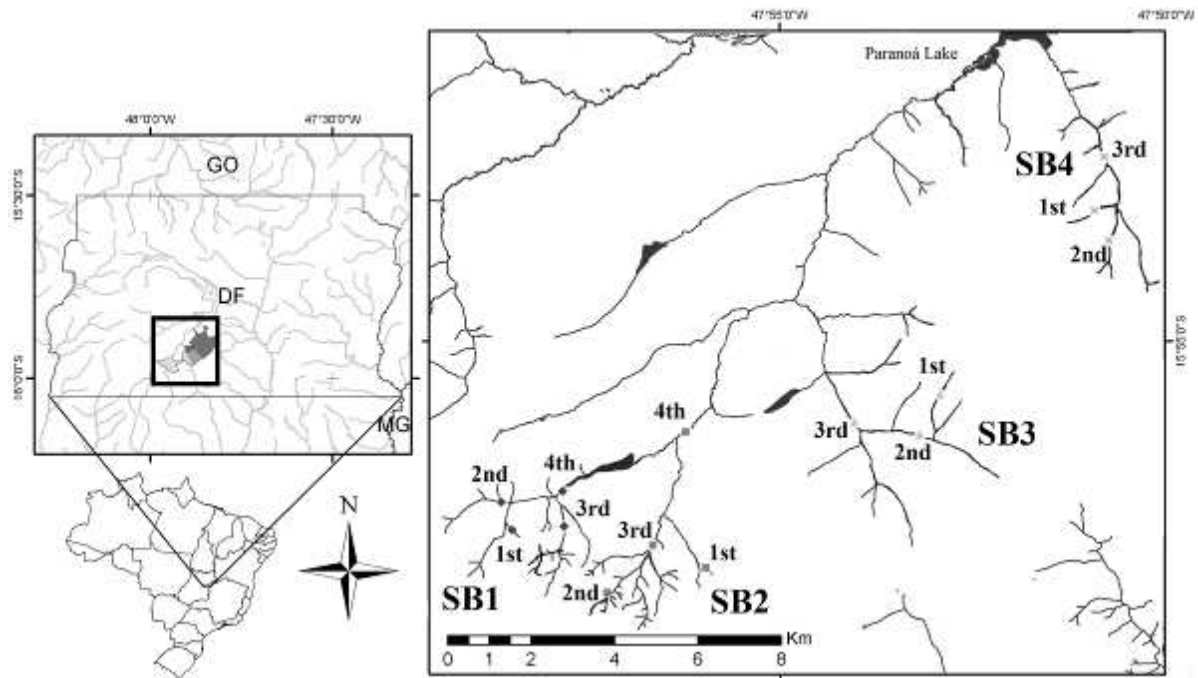 48°0'0"W
47°30'0"W
15°30'0"S
16°0'0"S
GO
DF
MG
N
47°55'0"W
47°50'0"W
15°55'0"S
Paranoá Lake
SB4
3rd
1st
2nd
1st
SB3
3rd
2nd
4th
4th
2nd
3rd
1st
SB1
3rd
1st
2nd
SB2
0 1 2 4 6 8
Km